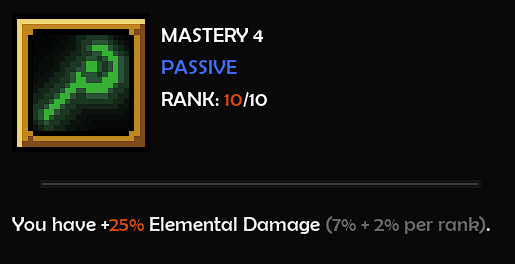 MASTERY 4
PASSIVE
RANK: 10/10
You have +25% Elemental Damage (7% + 2% per rank).